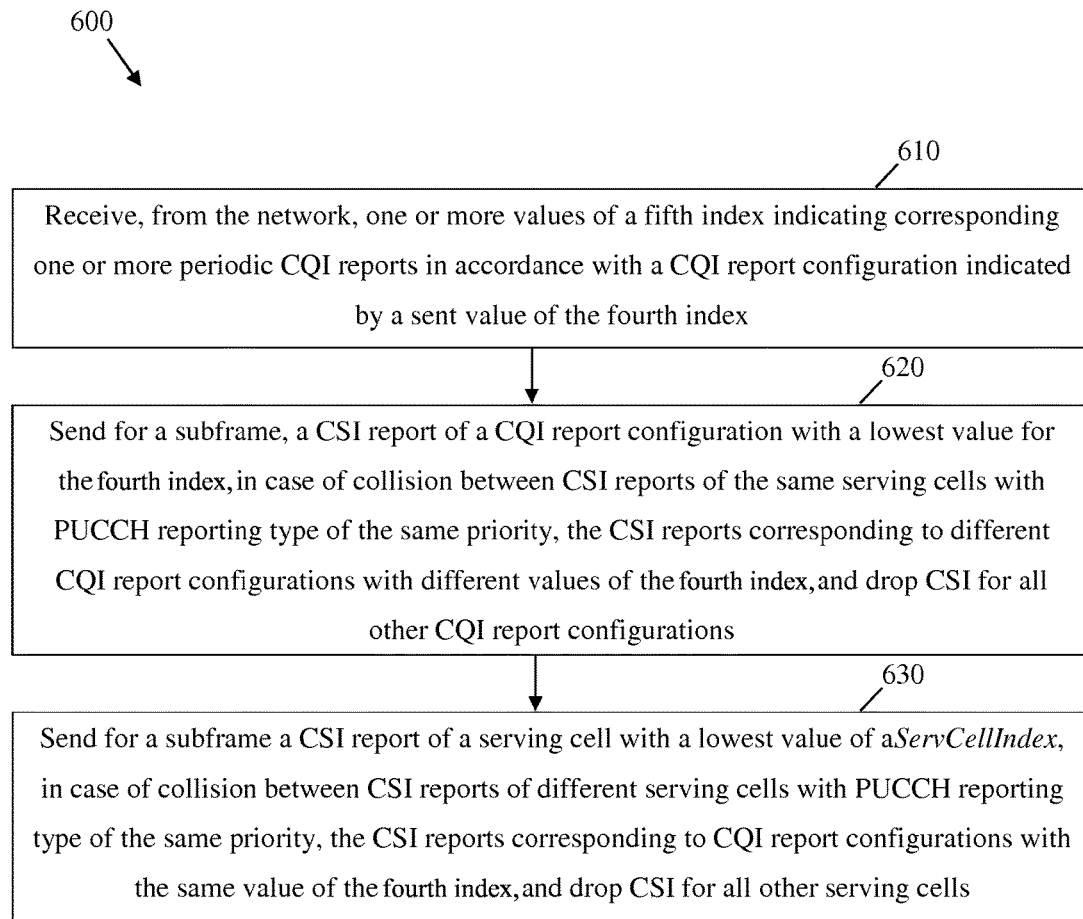 600
610
Receive, from the network, one or more values of a fifth index indicating corresponding
one or more periodic CQI reports in accordance with a CQI report configuration indicated
by a sent value of the fourth index
620
Send for a subframe, a CSI report of a CQI report configuration with a lowest value for
the fourth index, in case of collision between CSI reports of the same serving cells with
PUCCH reporting type of the same priority, the CSI reports corresponding to different
CQI report configurations with different values of the fourth index, and drop CSI for all
other CQI report configurations
630
Send for a subframe a CSI report of a serving cell with a lowest value of aServCellIndex,
in case of collision between CSI reports of different serving cells with PUCCH reporting
type of the same priority, the CSI reports corresponding to CQI report configurations with
the same value of the fourth index, and drop CSI for all other serving cells